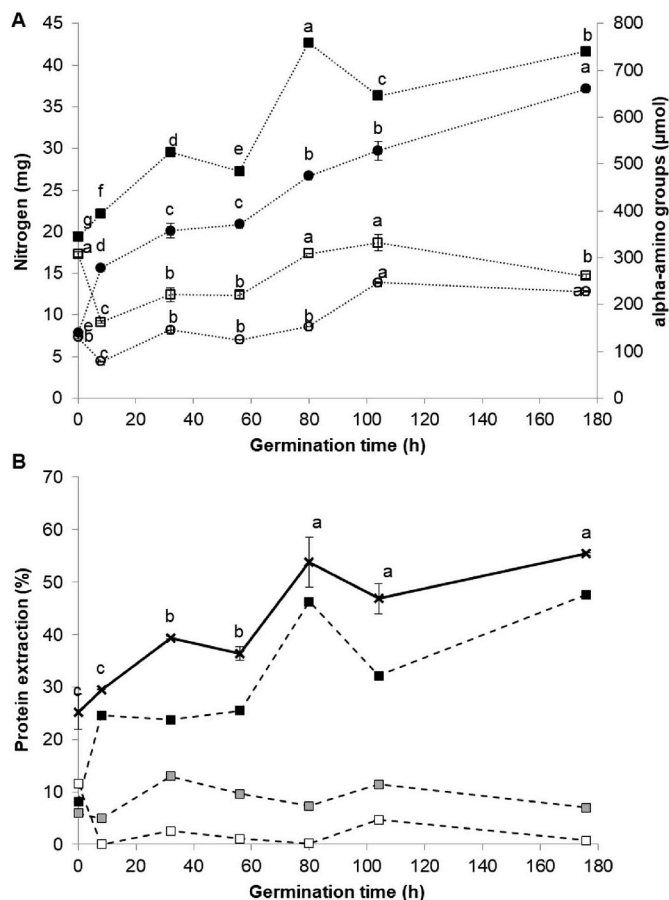 A
45
40
35
30
25
20
15
10
5
0
Nitrogen (mg)
800
700
600
500
400
300
200
100
0
alpha-amino groups (µmol)
g
f
d
e
a
c
b
e
d
c
c
b
b
a
a
c
b
b
a
a
b
b
c
b
b
b
a
a
0 20 40 60 80 100 120 140 160 180
Germination time (h)
B
70
60
50
40
30
20
10
0
Protein extraction (%)
c
c
b
b
a
a
a
0 20 40 60 80 100 120 140 160 180
Germination time (h)